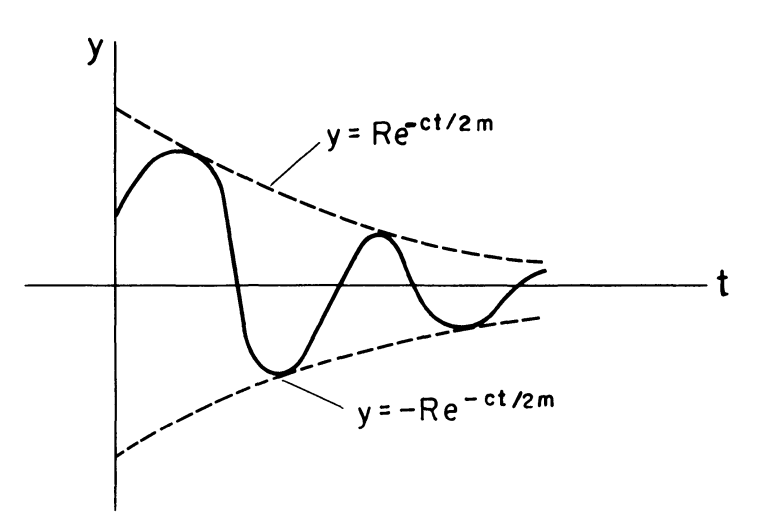 y
y = Re^-ct/2m
t
y = -Re^-ct/2m